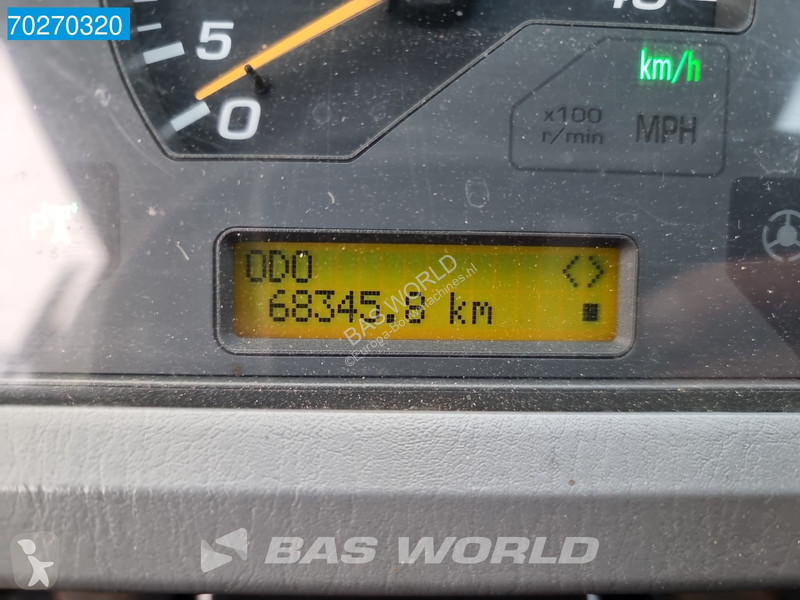 70270320
5
0
km/h
x100
r/min
MPH
ODO < >
68345.8 km
BAS WORLD
BAS WORLD